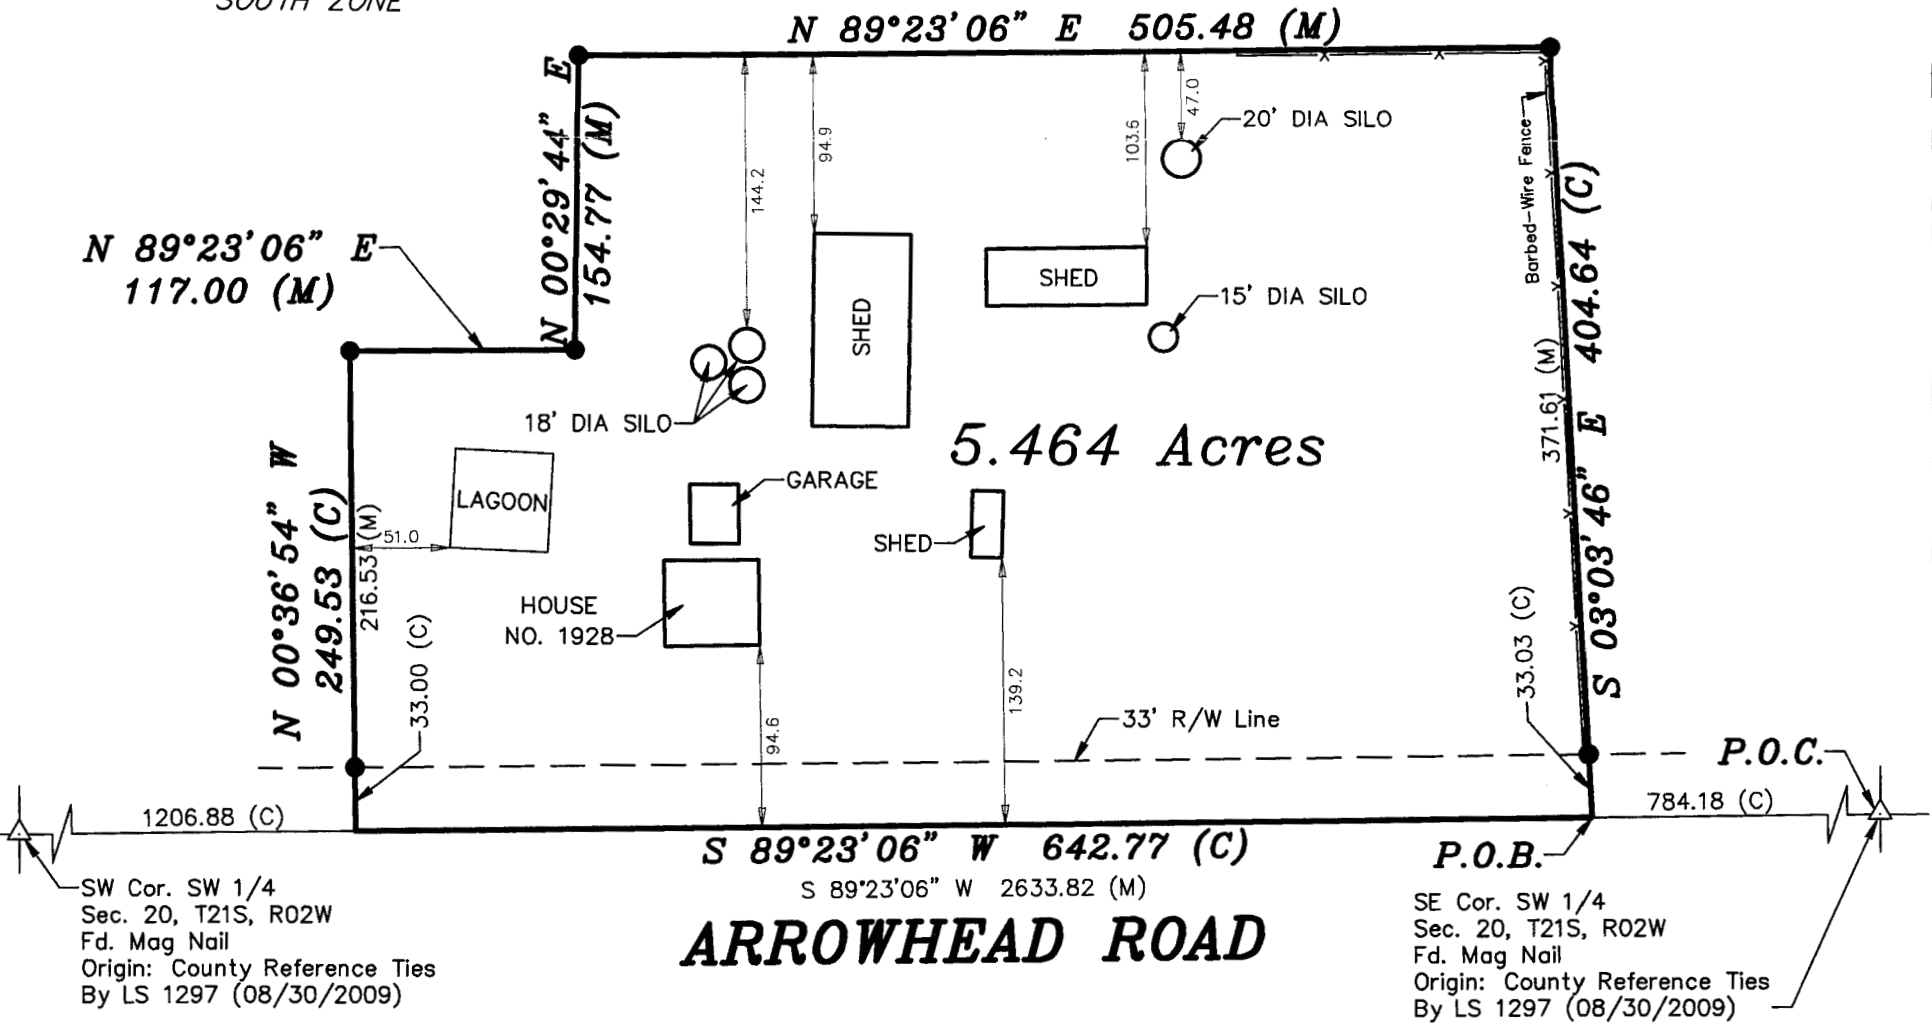 SOUTH ZONE
N 89°23'06" E 505.48 (M)
N 00°29'44" E
154.77 (M)
N 89°23'06" E
117.00 (M)
144.2
94.9
103.6
47.0
20' DIA SILO
Barbed-Wire Fence
S 03°03'46" E 404.64 (C)
371.61 (M)
SHED
SHED
15' DIA SILO
18' DIA SILO
5.464 Acres
N 00°36'54" W
249.53 (C)
216.53 (M)
LAGOON
51.0
GARAGE
SHED
HOUSE
NO. 1928
33.00 (C)
94.6
139.2
33' R/W Line
33.03 (C)
P.O.C.
1206.88 (C)
784.18 (C)
S 89°23'06" W 642.77 (C)
P.O.B.
S 89°23'06" W 2633.82 (M)
ARROWHEAD ROAD
SW Cor. SW 1/4
Sec. 20, T21S, R02W
Fd. Mag Nail
Origin: County Reference Ties
By LS 1297 (08/30/2009)
SE Cor. SW 1/4
Sec. 20, T21S, R02W
Fd. Mag Nail
Origin: County Reference Ties
By LS 1297 (08/30/2009)